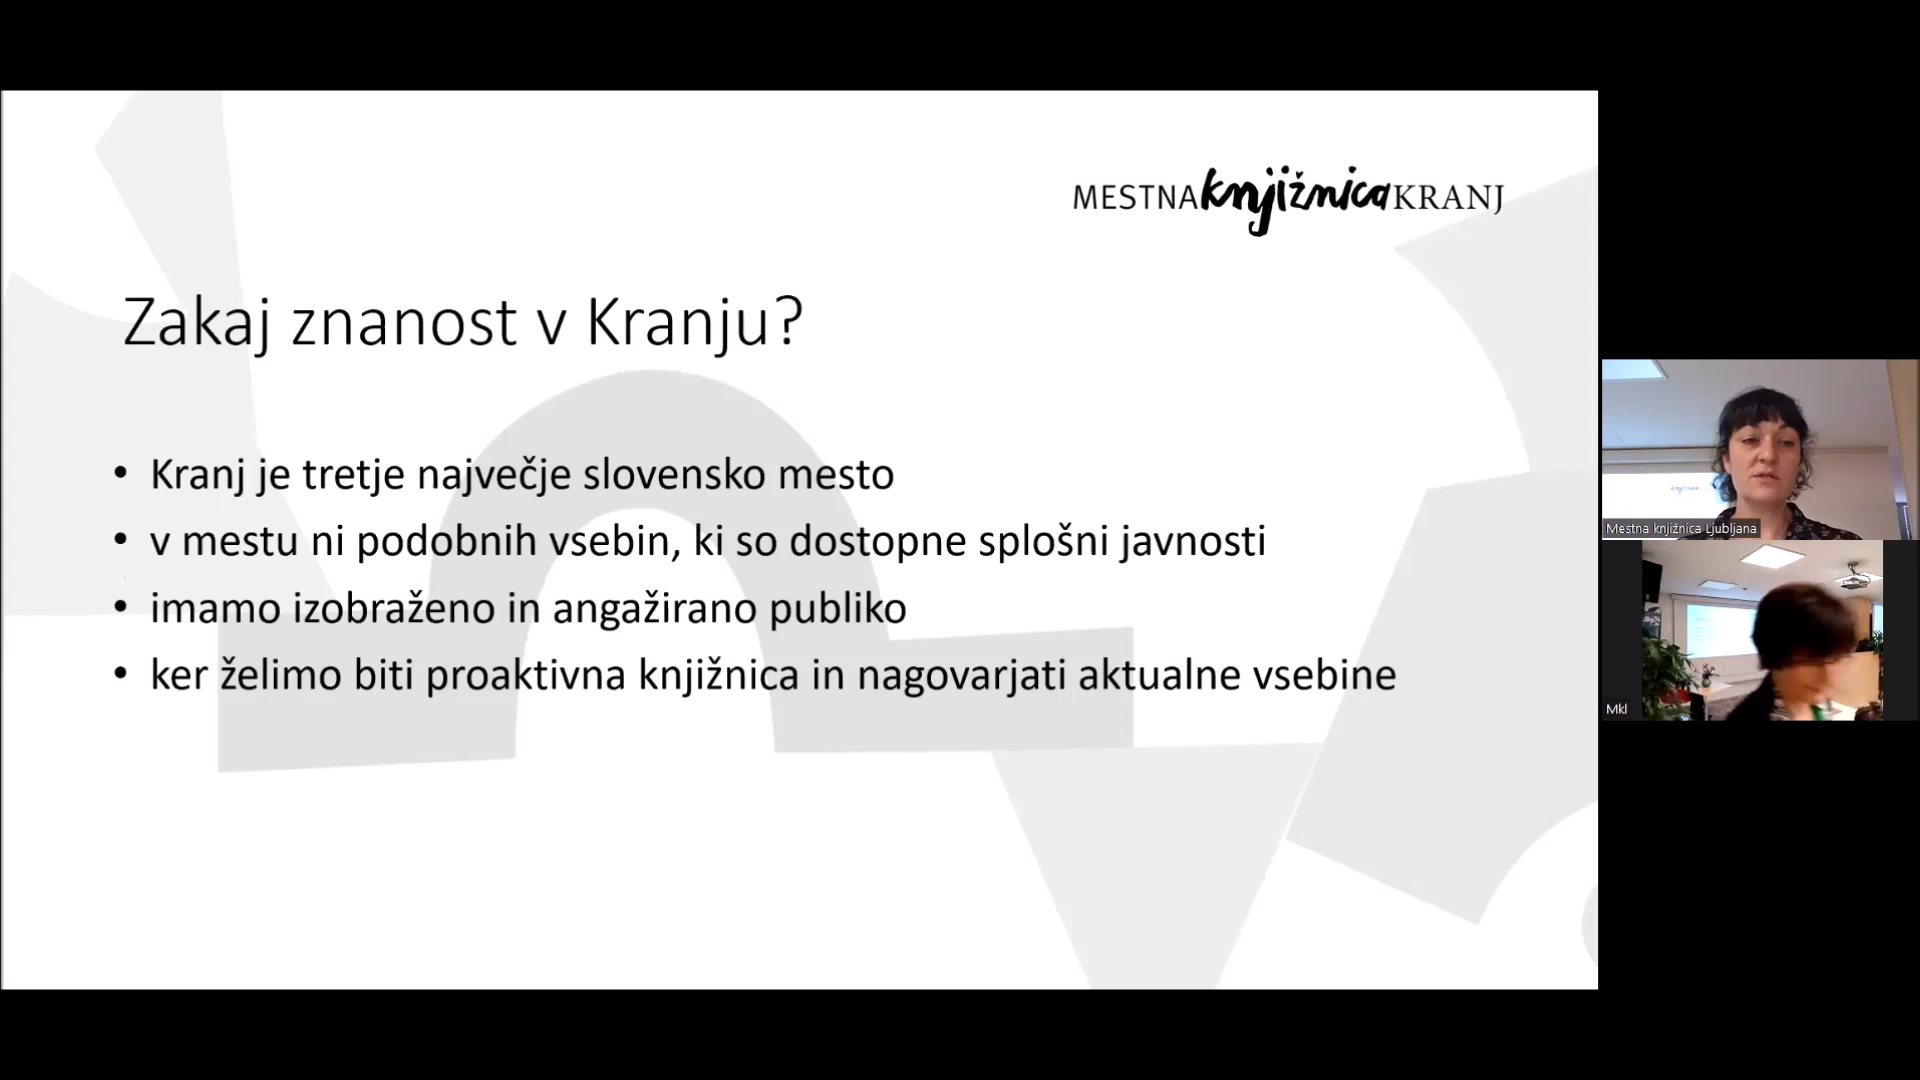 MESTNA knjižnica KRANJ
Zakaj znanost v Kranju?
• Kranj je tretje največje slovensko mesto
• v mestu ni podobnih vsebin, ki so dostopne splošni javnosti
• imamo izobraženo in angažirano publiko
• ker želimo biti proaktivna knjižnica in nagovarjati aktualne vsebine
Mestna knjižnica Ljubljana
Mkl